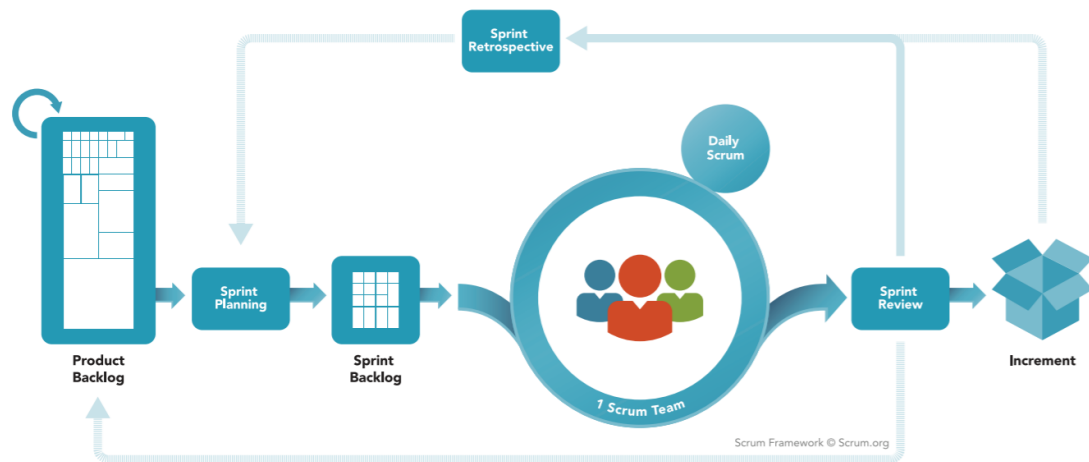 Sprint
Retrospective
Daily
Scrum
Sprint
Planning
Sprint
Review
Product
Backlog
Sprint
Backlog
1 Scrum Team
Increment
Scrum Framework © Scrum.org